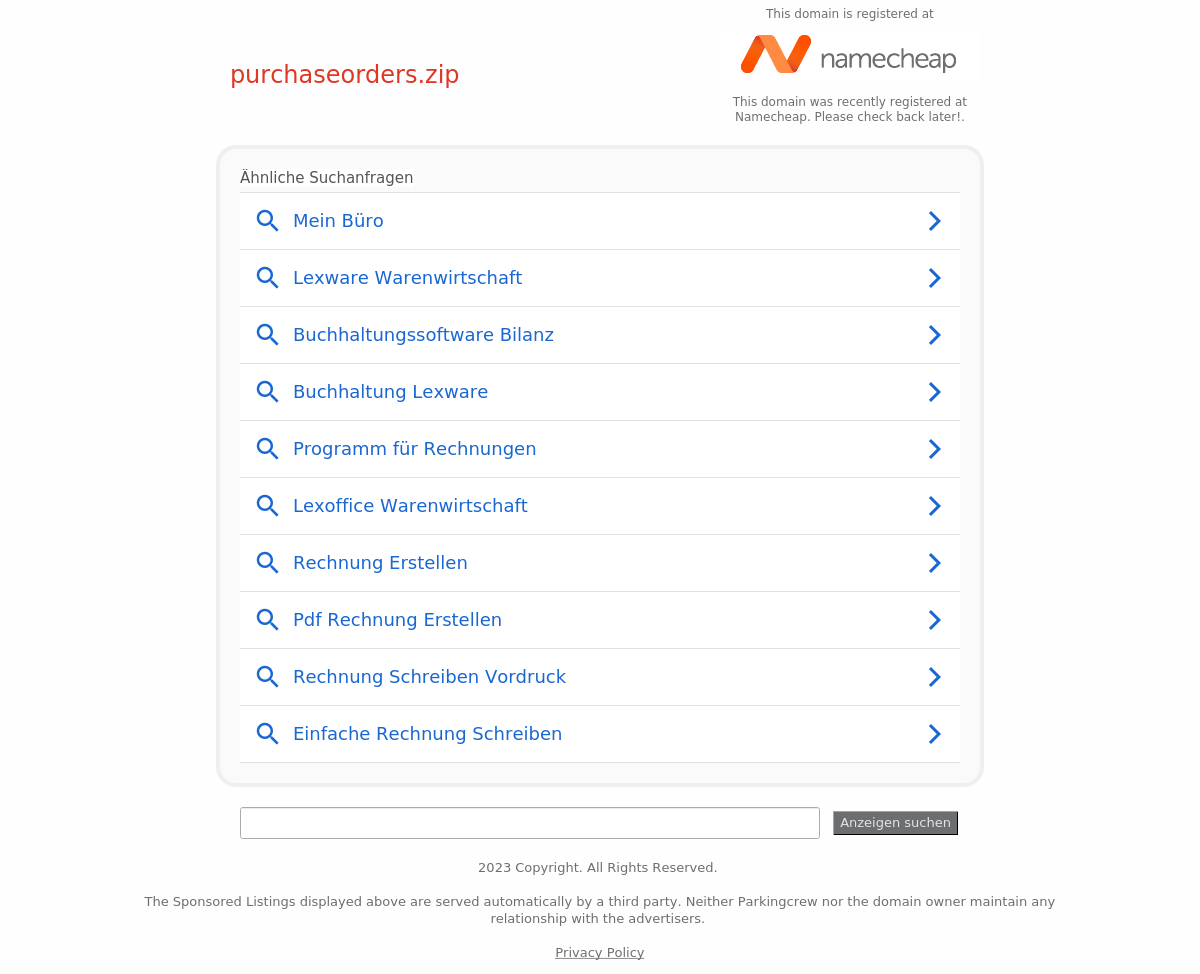 This domain is registered at
namecheap
purchaseorders.zip
This domain was recently registered at
Namecheap. Please check back later!.
Ähnliche Suchanfragen
Mein Büro
Lexware Warenwirtschaft
Buchhaltungssoftware Bilanz
Buchhaltung Lexware
Programm für Rechnungen
Lexoffice Warenwirtschaft
Rechnung Erstellen
Pdf Rechnung Erstellen
Rechnung Schreiben Vordruck
Einfache Rechnung Schreiben
Anzeigen suchen
2023 Copyright. All Rights Reserved.
The Sponsored Listings displayed above are served automatically by a third party. Neither Parkingcrew nor the domain owner maintain any
relationship with the advertisers.
Privacy Policy